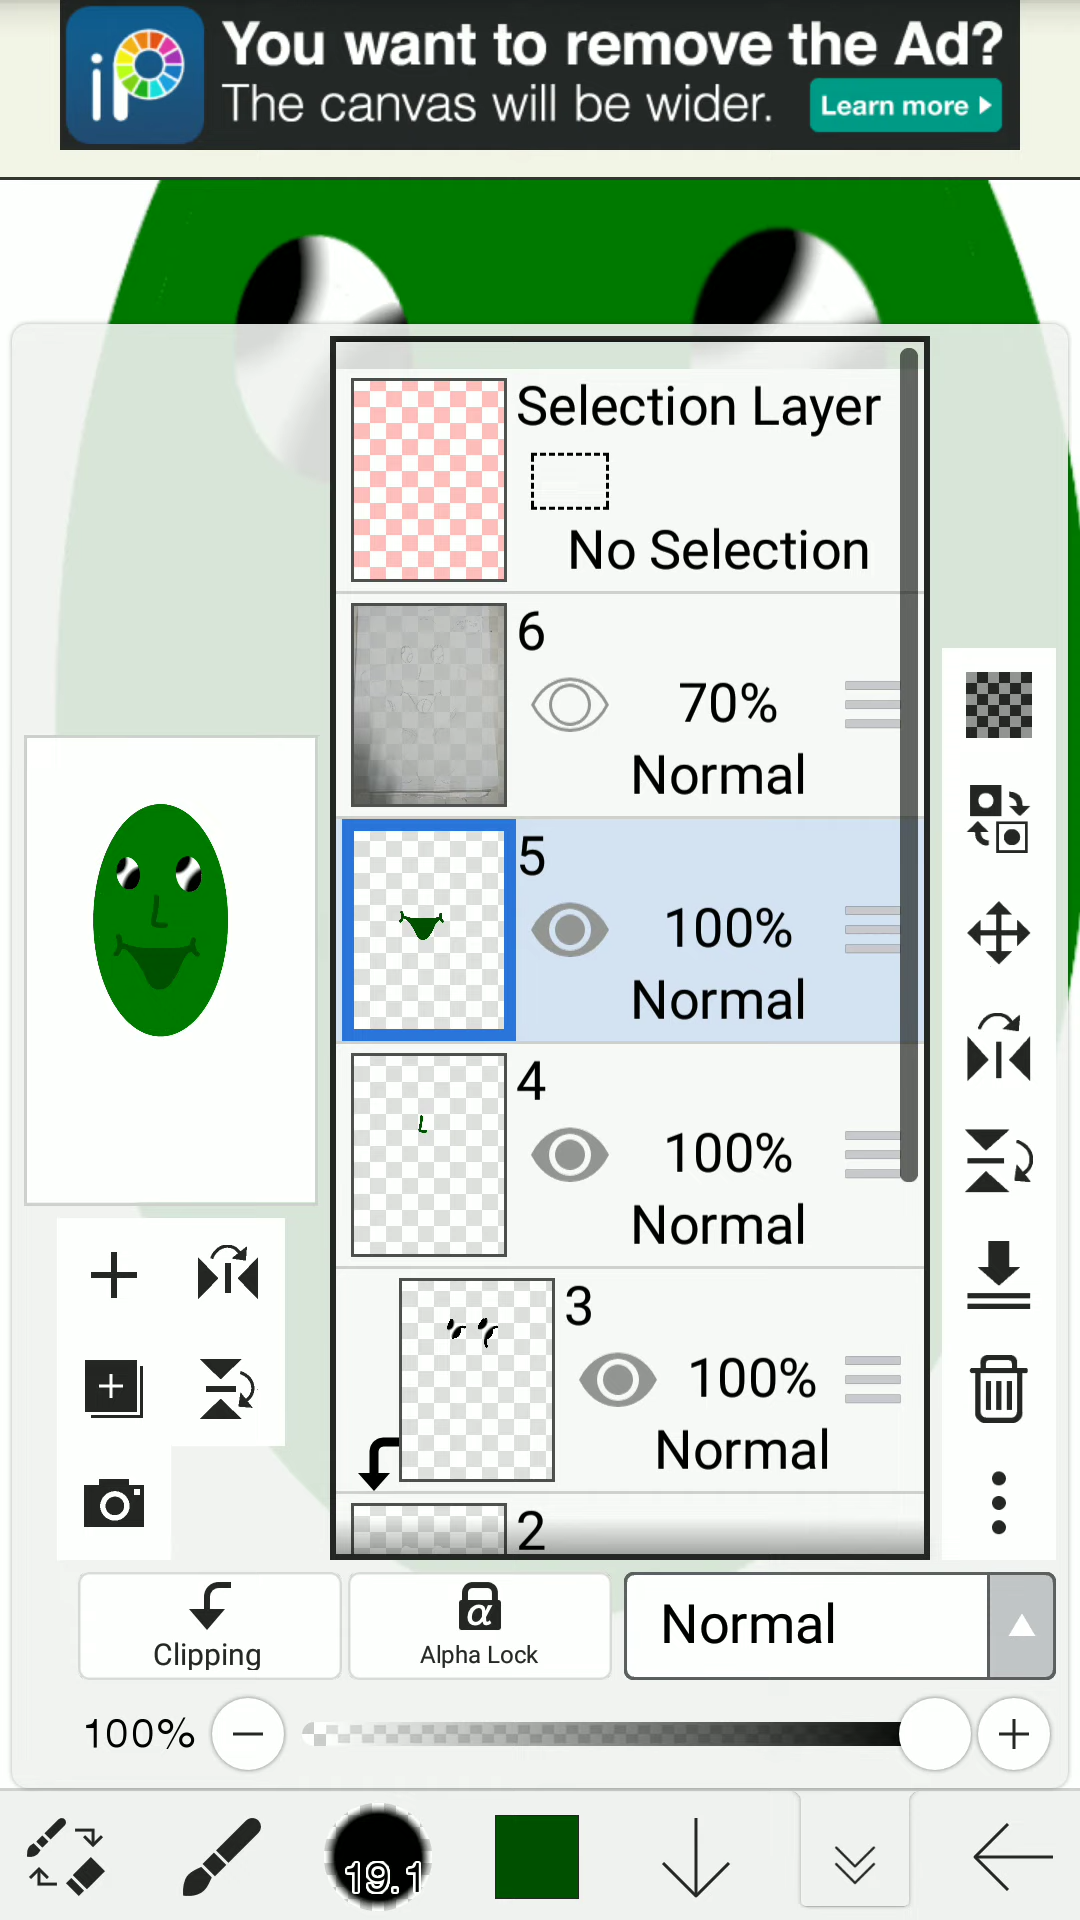 iP
You want to remove the Ad?
The canvas will be wider.
Learn more
Selection Layer
No Selection
6
70%
Normal
5
100%
Normal
4
100%
Normal
3
100%
Normal
2
Clipping
α
Alpha Lock
Normal
100%
19.1